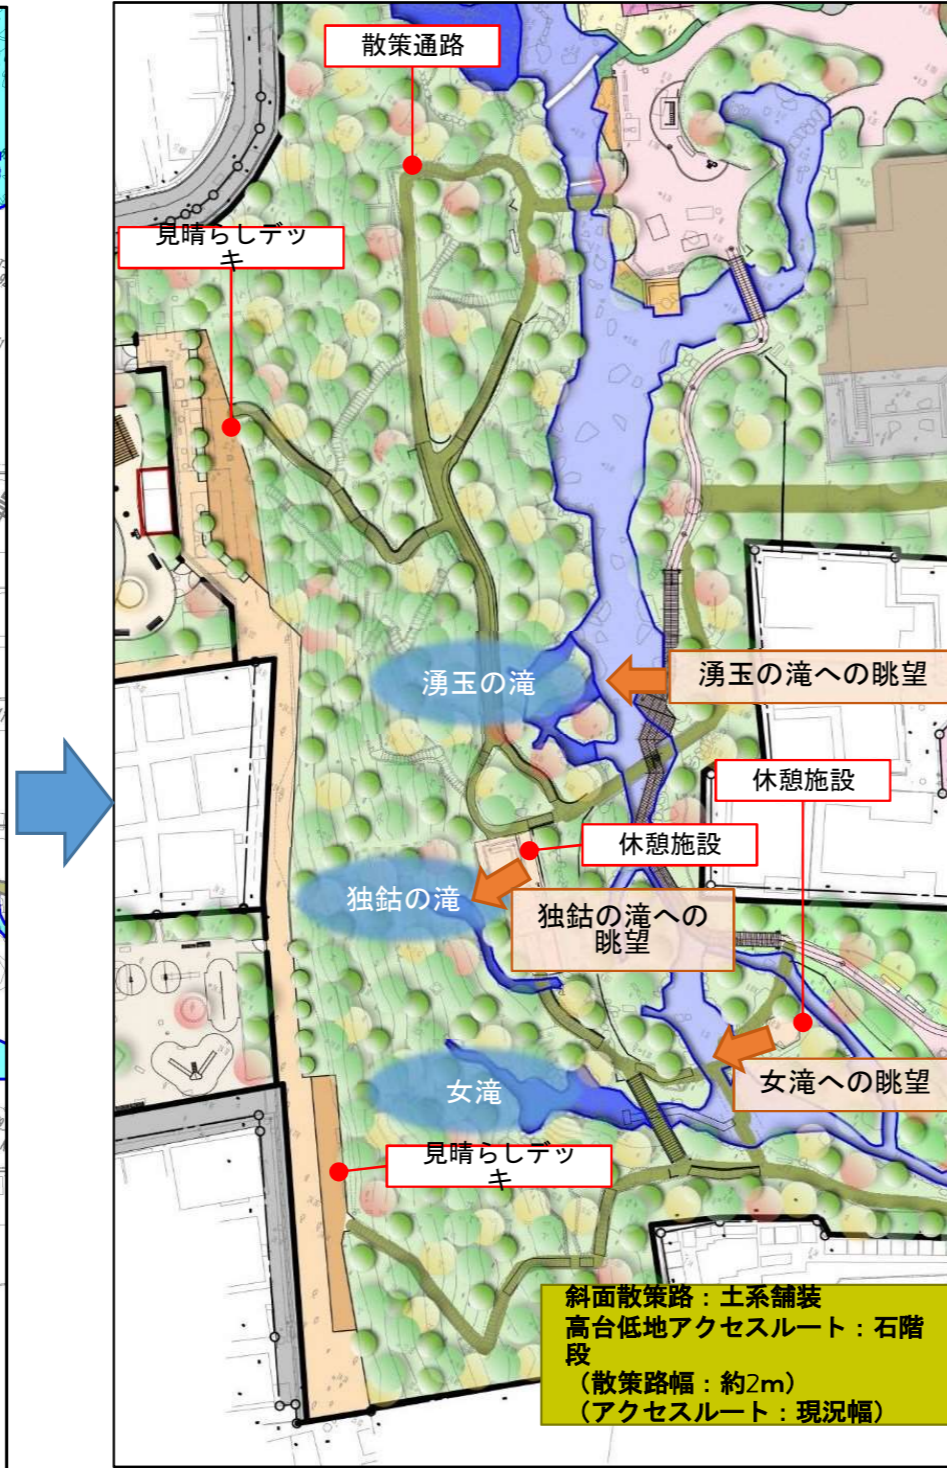 散策通路
見晴らしデッ
キ
湧玉の滝
湧玉の滝への眺望
休憩施設
休憩施設
独鈷の滝
独鈷の滝への
眺望
女滝
女滝への眺望
見晴らしデッ
キ
斜面散策路：土系舗装
高台低地アクセスルート：石階
段
（散策路幅：約2m）
（アクセスルート：現況幅）